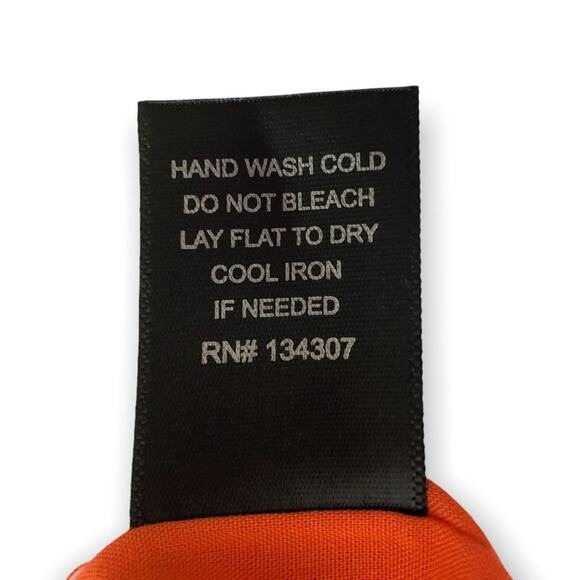 HAND WASH COLD
DO NOT BLEACH
LAY FLAT TO DRY
COOL IRON
IF NEEDED
RN# 134307